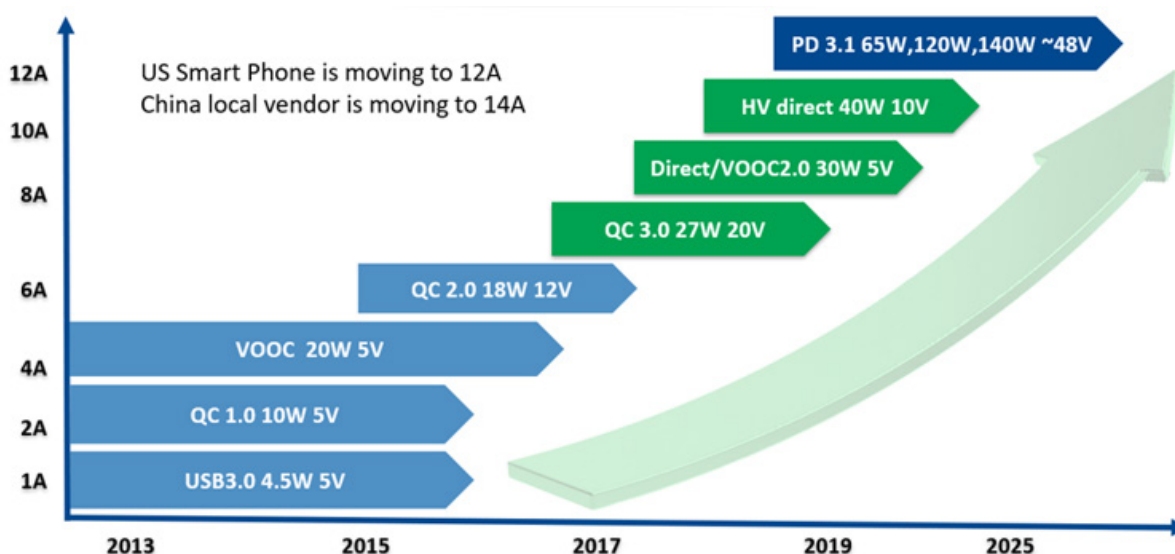 12A
10A
8A
6A
4A
2A
1A
US Smart Phone is moving to 12A
China local vendor is moving to 14A
PD 3.1 65W,120W,140W ~48V
HV direct 40W 10V
Direct/VOOC2.0 30W 5V
QC 3.0 27W 20V
QC 2.0 18W 12V
VOOC 20W 5V
QC 1.0 10W 5V
USB3.0 4.5W 5V
2013 2015 2017 2019 2025